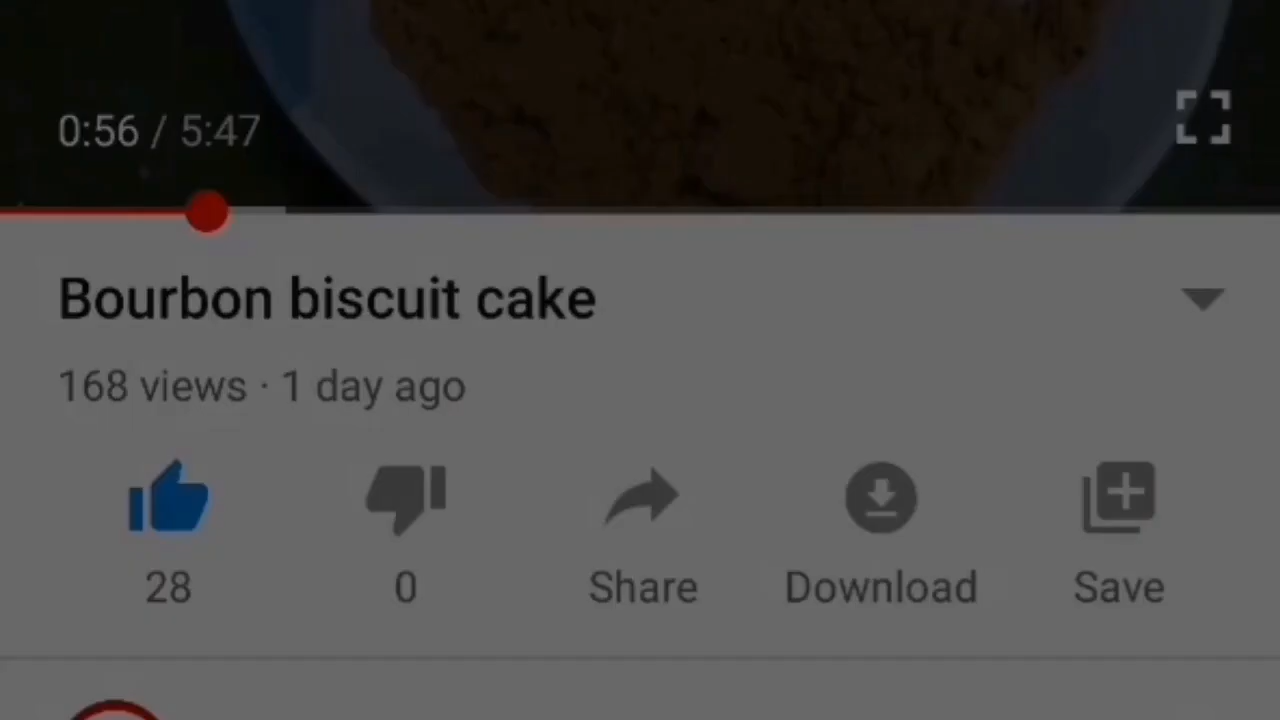 0:56 / 5:47
Bourbon biscuit cake
168 views · 1 day ago
28
0
Share
Download
Save